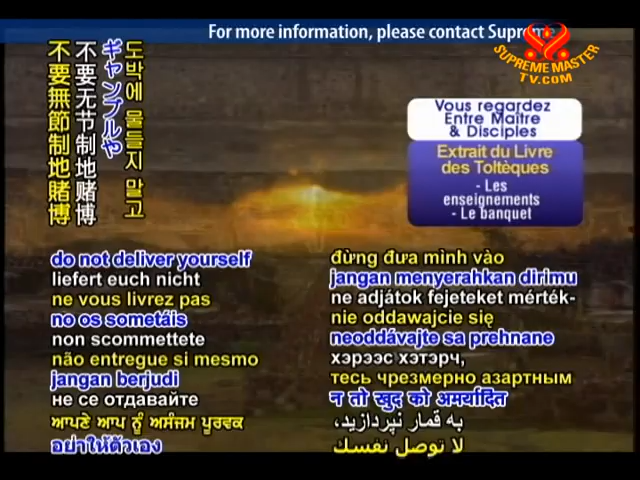 For more information, please contact Supreme
SUPREME MASTER
TV.COM
도박에 물들지 말고
ギャンブルや
不要无节制地赌博
不要無節制地賭博
Vous regardez
Entre Maître
& Disciples
Extrait du Livre
des Toltèques
- Les
enseignements
- Le banquet
do not deliver yourself
liefert euch nicht
ne vous livrez pas
no os sometáis
non scommettete
não entregue si mesmo
jangan berjudi
не се отдавайте
ਆਪਣੇ ਆਪ ਨੂੰ ਅਸੰਜਮ ਪੂਰਵਕ
อย่าให้ตัวเอง
đừng đưa mình vào
jangan menyerahkan dirimu
ne adjátok fejeteket mérték-
nie oddawajcie się
neoddávajte sa prehnane
хэрээс хэтэрч,
тесь чрезмерно азартным
न तो खुद को अमर्यादित
به قمار نپردازید،
لا توصل نفسك